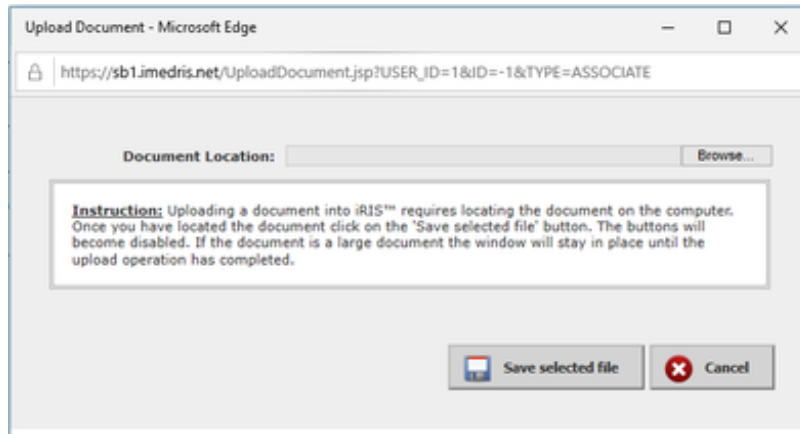 Upload Document - Microsoft Edge
https://sb1.imedris.net/UploadDocument.jsp?USER_ID=1&ID=-1&TYPE=ASSOCIATE
Document Location: Browse...
Instruction: Uploading a document into iRIS™ requires locating the document on the computer.
Once you have located the document click on the 'Save selected file' button. The buttons will
become disabled. If the document is a large document the window will stay in place until the
upload operation has completed.
Save selected file Cancel